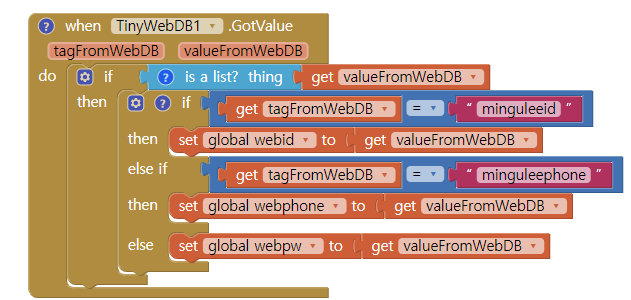 ? when TinyWebDB1 .GotValue
tagFromWebDB valueFromWebDB
do if ? is a list? thing get valueFromWebDB
then ? if get tagFromWebDB = " minguleeid "
then set global webid to get valueFromWebDB
else if get tagFromWebDB = " minguleephone "
then set global webphone to get valueFromWebDB
else set global webpw to get valueFromWebDB